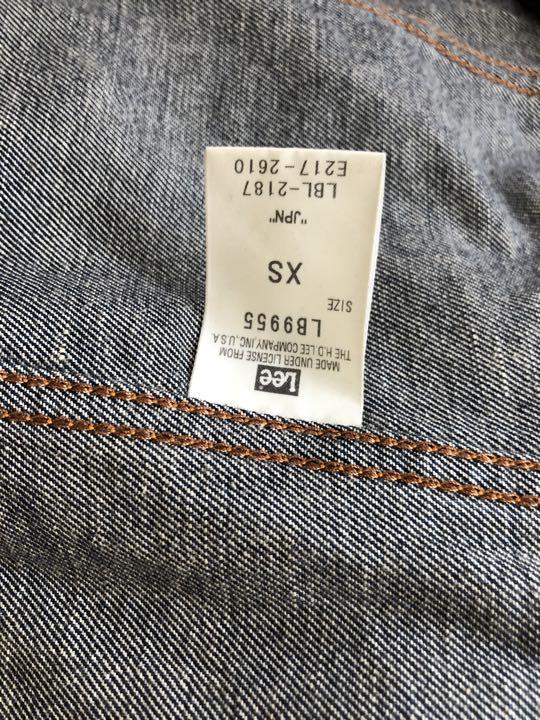 Lee
MADE UNDER LICENSE FROM
THE H.D.LEE COMPANY,INC.,U.S.A.
LB9955
SIZE
XS
"JPN"
LBL-2187
E217-2610